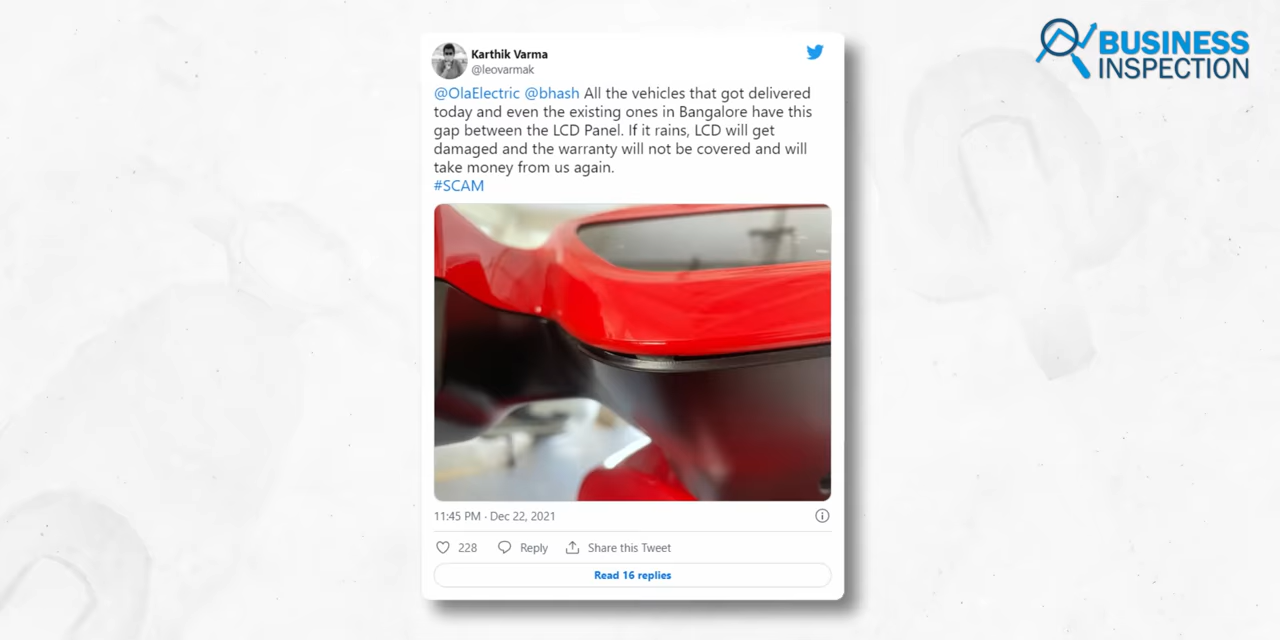 BUSINESS
INSPECTION
Karthik Varma
@leovarmak
@OlaElectric @bhash All the vehicles that got delivered
today and even the existing ones in Bangalore have this
gap between the LCD Panel. If it rains, LCD will get
damaged and the warranty will not be covered and will
take money from us again.
#SCAM
11:45 PM · Dec 22, 2021
228 Reply Share this Tweet
Read 16 replies